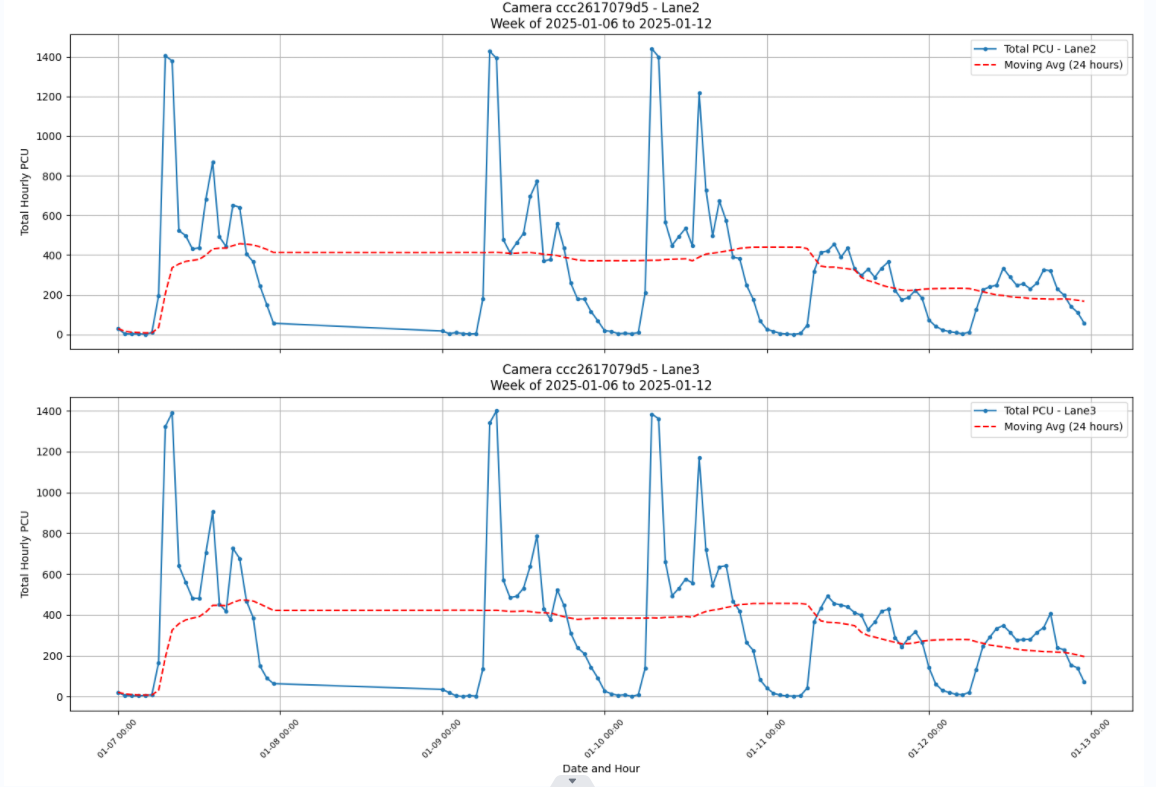 Camera ccc2617079d5 - Lane2
Week of 2025-01-06 to 2025-01-12
Total PCU - Lane2
Moving Avg (24 hours)
Total Hourly PCU
1400
1200
1000
800
600
400
200
0
Camera ccc2617079d5 - Lane3
Week of 2025-01-06 to 2025-01-12
Total PCU - Lane3
Moving Avg (24 hours)
Total Hourly PCU
1400
1200
1000
800
600
400
200
0
01-07 00:00
01-08 00:00
01-09 00:00
01-10 00:00
01-11 00:00
01-12 00:00
01-13 00:00
Date and Hour